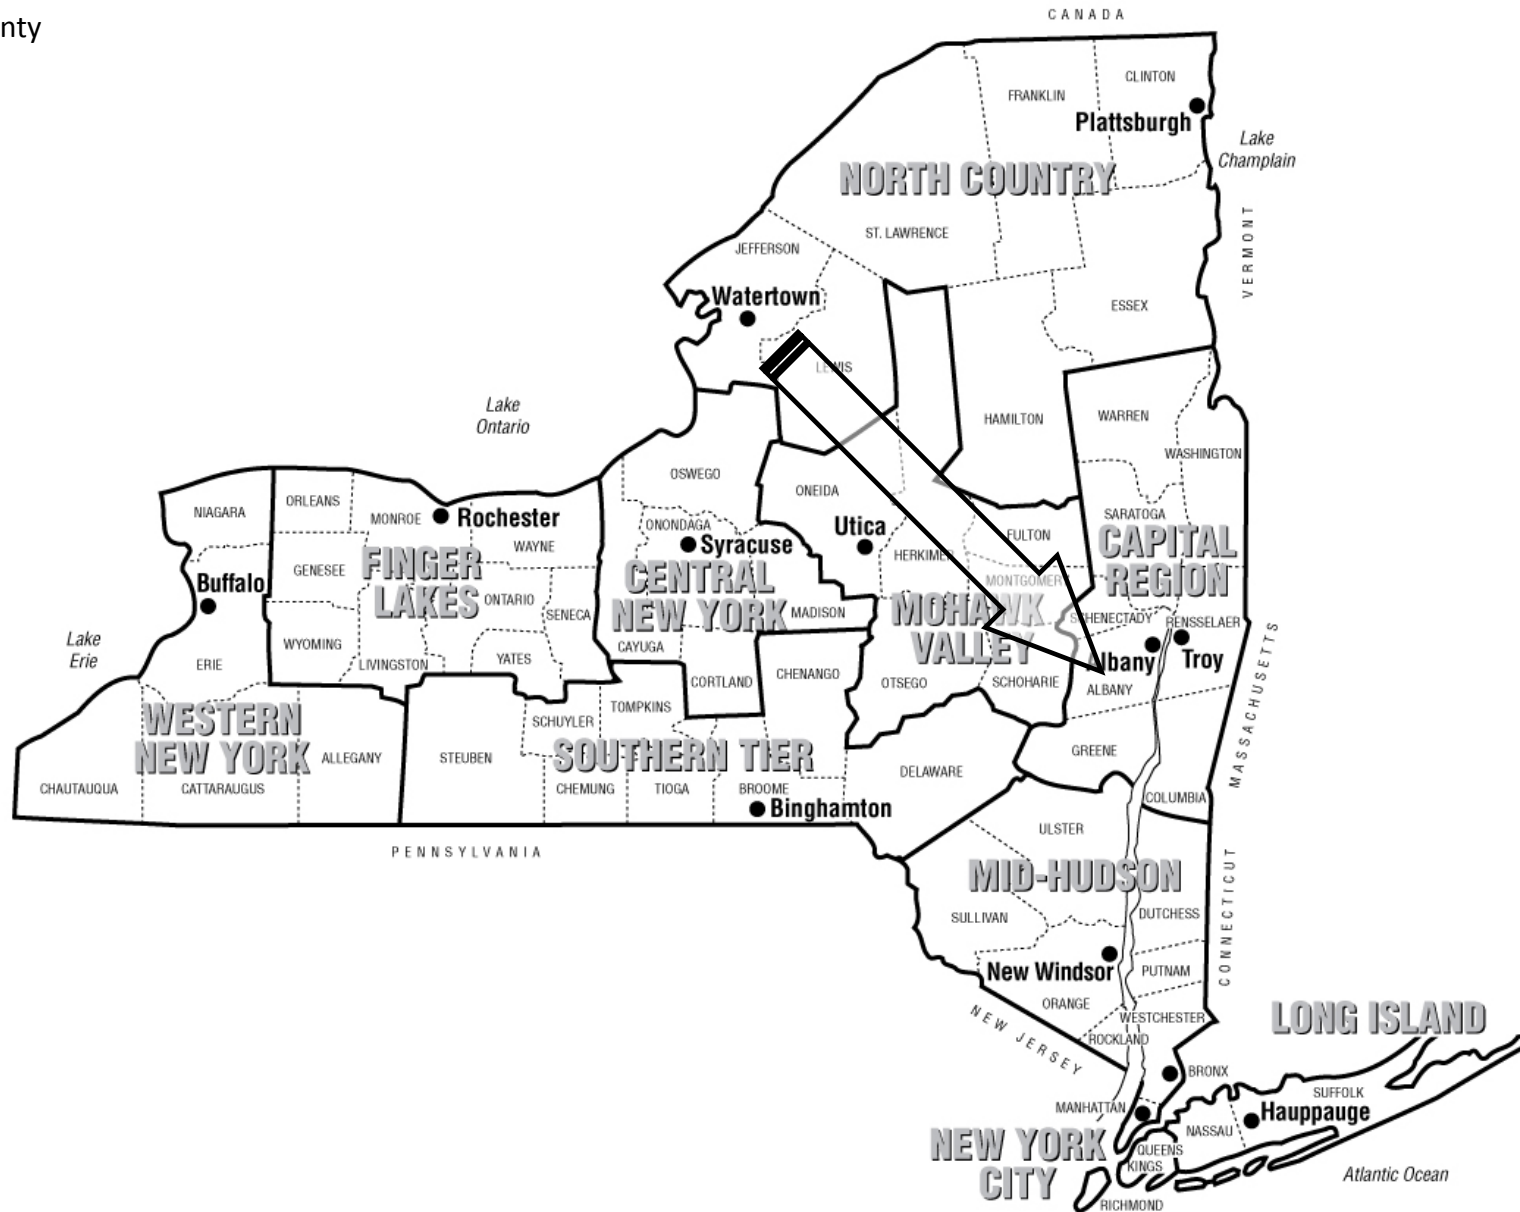 nty
CANADA
CLINTON
FRANKLIN
Plattsburgh
Lake
Champlain
NORTH COUNTRY
VERMONT
ST. LAWRENCE
JEFFERSON
Watertown
ESSEX
LEWIS
Lake
Ontario
HAMILTON
WARREN
WASHINGTON
OSWEGO
ONEIDA
ORLEANS
NIAGARA
MONROE
Rochester
SARATOGA
ONONDAGA
Utica
FULTON
CAPITAL
REGION
Syracuse
WAYNE
HERKIMER
FINGER
LAKES
GENESEE
Buffalo
CENTRAL
NEW YORK
MONTGOMER
ONTARIO
SENECA
MADISON
MOHAWK
VALLEY
SCHENECTADY
RENSSELAER
Lake
Erie
WYOMING
CAYUGA
ERIE
LIVINGSTON
YATES
CHENANGO
CORTLAND
OTSEGO
SCHOHARIE
lbany
Troy
ALBANY
MASSACHUSETTS
TOMPKINS
SCHUYLER
WESTERN
NEW YORK
ALLEGANY
STEUBEN
SOUTHERN TIER
GREENE
DELAWARE
CHAUTAUQUA
CATTARAUGUS
CHEMUNG
TIOGA
BROOME
Binghamton
COLUMBIA
PENNSYLVANIA
ULSTER
MID-HUDSON
CONNECTICUT
SULLIVAN
DUTCHESS
New Windsor
PUTNAM
ORANGE
WESTCHESTER
NEW JERSEY
ROCKLAND
LONG ISLAND
BRONX
SUFFOLK
MANHATTAN
Hauppauge
NASSAU
NEW YORK
CITY
QUEENS
KINGS
Atlantic Ocean
RICHMOND